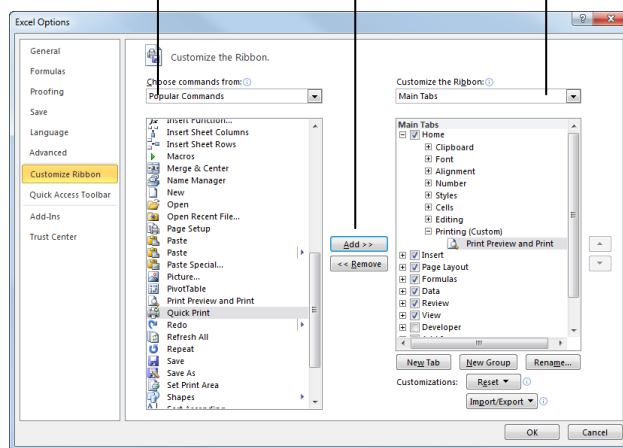 Excel Options
General
Formulas
Proofing
Save
Language
Advanced
Customize Ribbon
Quick Access Toolbar
Add-Ins
Trust Center
Customize the Ribbon.
Choose commands from:
Popular Commands
Insert Function...
Insert Sheet Columns
Insert Sheet Rows
Macros
Merge & Center
Name Manager
New
Open
Open Recent File...
Page Setup
Paste
Paste
Paste Special...
Picture...
PivotTable
Print Preview and Print
Quick Print
Redo
Refresh All
Repeat
Save
Save As
Set Print Area
Shapes
Add >>
<< Remove
Customize the Ribbon:
Main Tabs
Main Tabs
Home
Clipboard
Font
Alignment
Number
Styles
Cells
Editing
Printing (Custom)
Print Preview and Print
Insert
Page Layout
Formulas
Data
Review
View
Developer
New Tab
New Group
Rename...
Customizations:
Reset
Import/Export
OK
Cancel